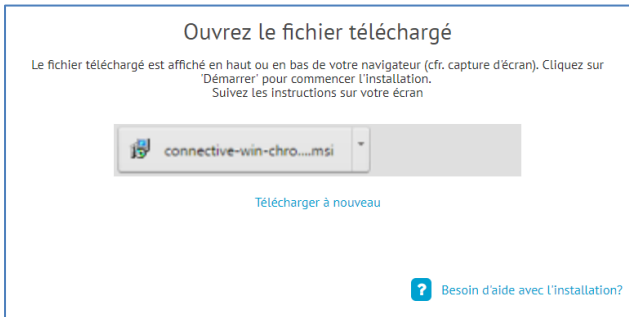 Ouvrez le fichier téléchargé
Le fichier téléchargé est affiché en haut ou en bas de votre navigateur (cfr. capture d'écran). Cliquez sur
'Démarrer' pour commencer l'installation.
Suivez les instructions sur votre écran
connective-win-chro....msi
Télécharger à nouveau
? Besoin d'aide avec l'installation?